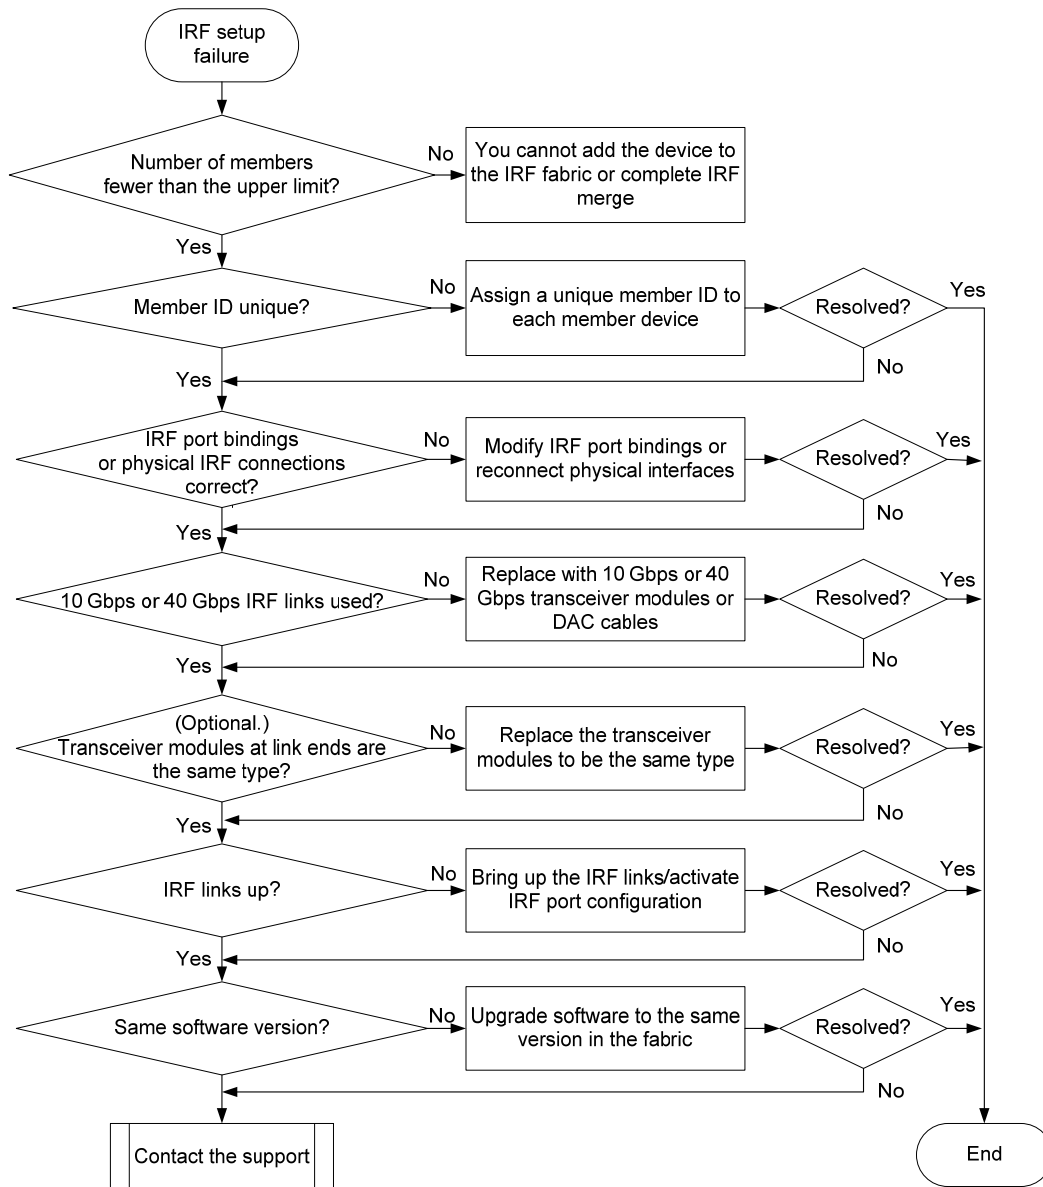 IRF setup
failure
Number of members
fewer than the upper limit?
No
You cannot add the device to
the IRF fabric or complete IRF
merge
Yes
Member ID unique?
No
Assign a unique member ID to
each member device
Resolved?
Yes
No
Yes
IRF port bindings
or physical IRF connections
correct?
No
Modify IRF port bindings or
reconnect physical interfaces
Resolved?
Yes
No
Yes
10 Gbps or 40 Gbps IRF links used?
No
Replace with 10 Gbps or 40
Gbps transceiver modules or
DAC cables
Resolved?
Yes
No
Yes
(Optional.)
Transceiver modules at link ends are
the same type?
No
Replace the transceiver
modules to be the same type
Resolved?
Yes
No
Yes
IRF links up?
No
Bring up the IRF links/activate
IRF port configuration
Resolved?
Yes
No
Yes
Same software version?
No
Upgrade software to the same
version in the fabric
Resolved?
Yes
No
Contact the support
End